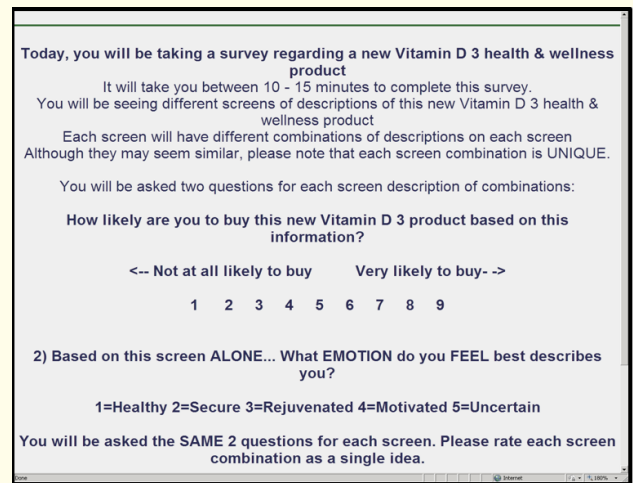 Today, you will be taking a survey regarding a new Vitamin D 3 health & wellness
product
It will take you between 10 - 15 minutes to complete this survey.
You will be seeing different screens of descriptions of this new Vitamin D 3 health &
wellness product
Each screen will have different combinations of descriptions on each screen
Although they may seem similar, please note that each screen combination is UNIQUE.
You will be asked two questions for each screen description of combinations:
How likely are you to buy this new Vitamin D 3 product based on this
information?
<-- Not at all likely to buy Very likely to buy- ->
1 2 3 4 5 6 7 8 9
2) Based on this screen ALONE... What EMOTION do you FEEL best describes
you?
1=Healthy 2=Secure 3=Rejuvenated 4=Motivated 5=Uncertain
You will be asked the SAME 2 questions for each screen. Please rate each screen
combination as a single idea.
Done Internet 100%